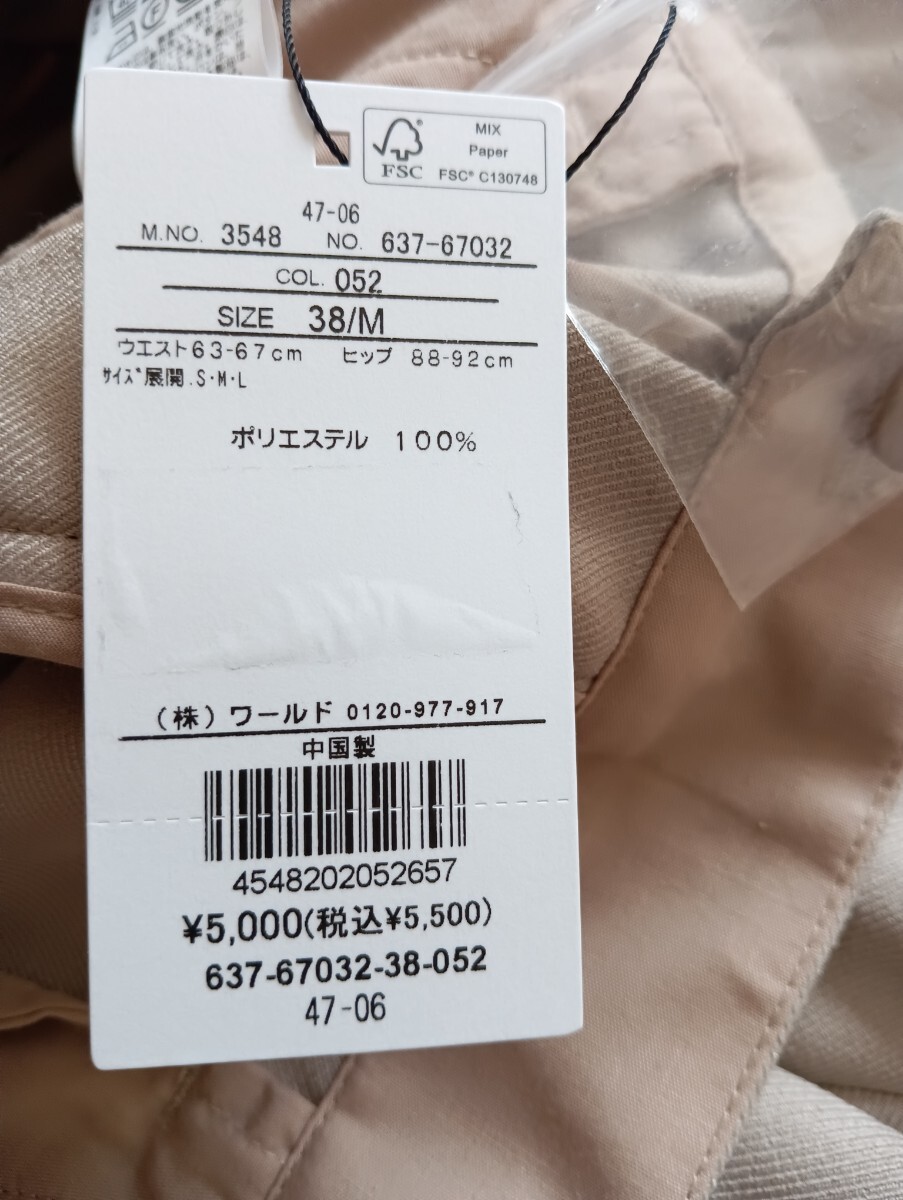 MIX
Paper
FSC
FSC® C130748
47-06
M.NO. 3548 NO. 637-67032
COL. 052
SIZE 38/M
ウエスト63-67cm ヒップ 88-92cm
サイズ展開.S・M・L
ポリエステル 100%
(株)ワールド 0120-977-917
中国製
4548202052657
¥5,000(税込¥5,500)
637-67032-38-052
47-06